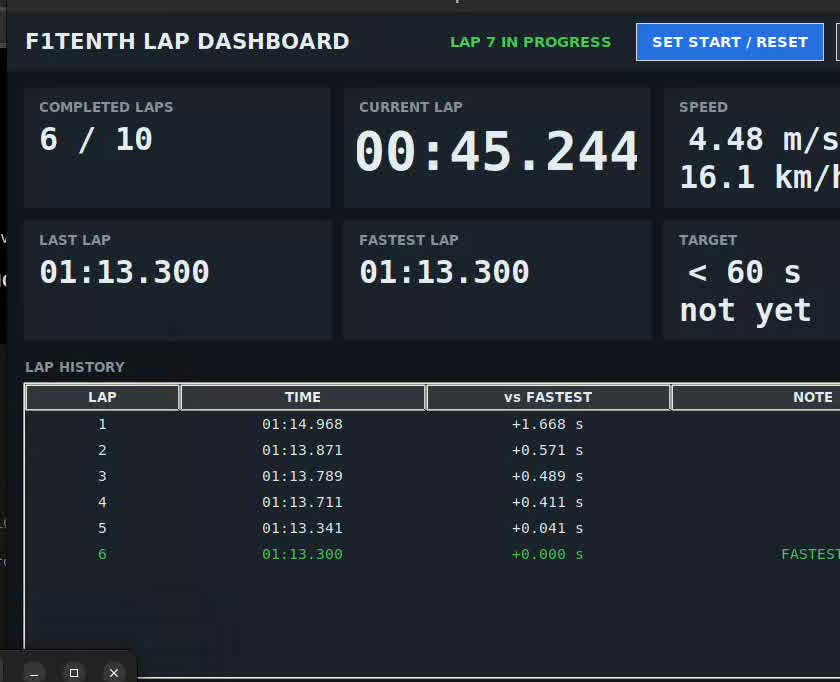 F1TENTH LAP DASHBOARD LAP 7 IN PROGRESS SET START / RESET
COMPLETED LAPS CURRENT LAP SPEED
6 / 10 00:45.244 4.48 m/s
16.1 km/h
LAST LAP FASTEST LAP TARGET
01:13.300 01:13.300 < 60 s
not yet
LAP HISTORY
LAP TIME vs FASTEST NOTE
1 01:14.968 +1.668 s
2 01:13.871 +0.571 s
3 01:13.789 +0.489 s
4 01:13.711 +0.411 s
5 01:13.341 +0.041 s
6 01:13.300 +0.000 s FASTEST